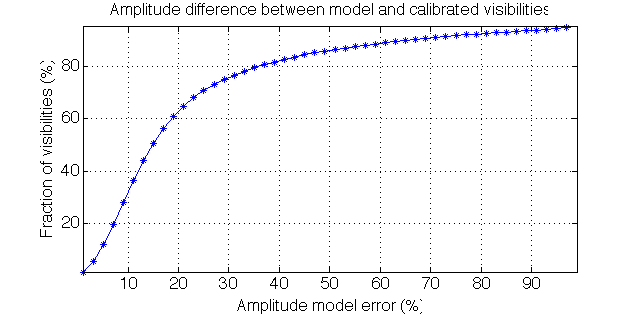 Amplitude difference between model and calibrated visibilities
80
60
40
20
Fraction of visibilities (%)
10 20 30 40 50 60 70 80 90
Amplitude model error (%)